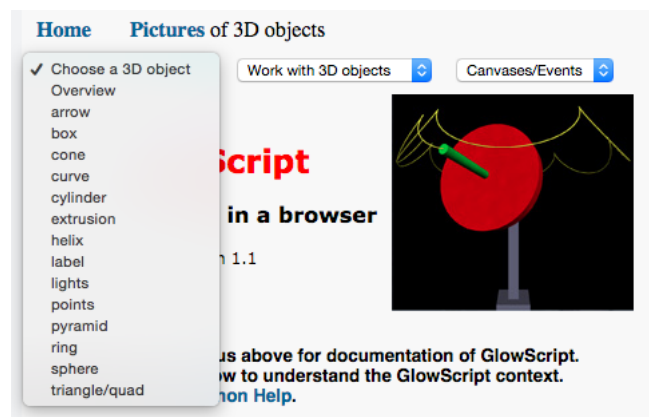 Home Pictures of 3D objects
✓ Choose a 3D object
Work with 3D objects
Canvases/Events
Overview
arrow
box
cone
curve
cylinder
extrusion
helix
label
lights
points
pyramid
ring
sphere
triangle/quad
Script
in a browser
1.1
us above for documentation of GlowScript.
to understand the GlowScript context.
Help.